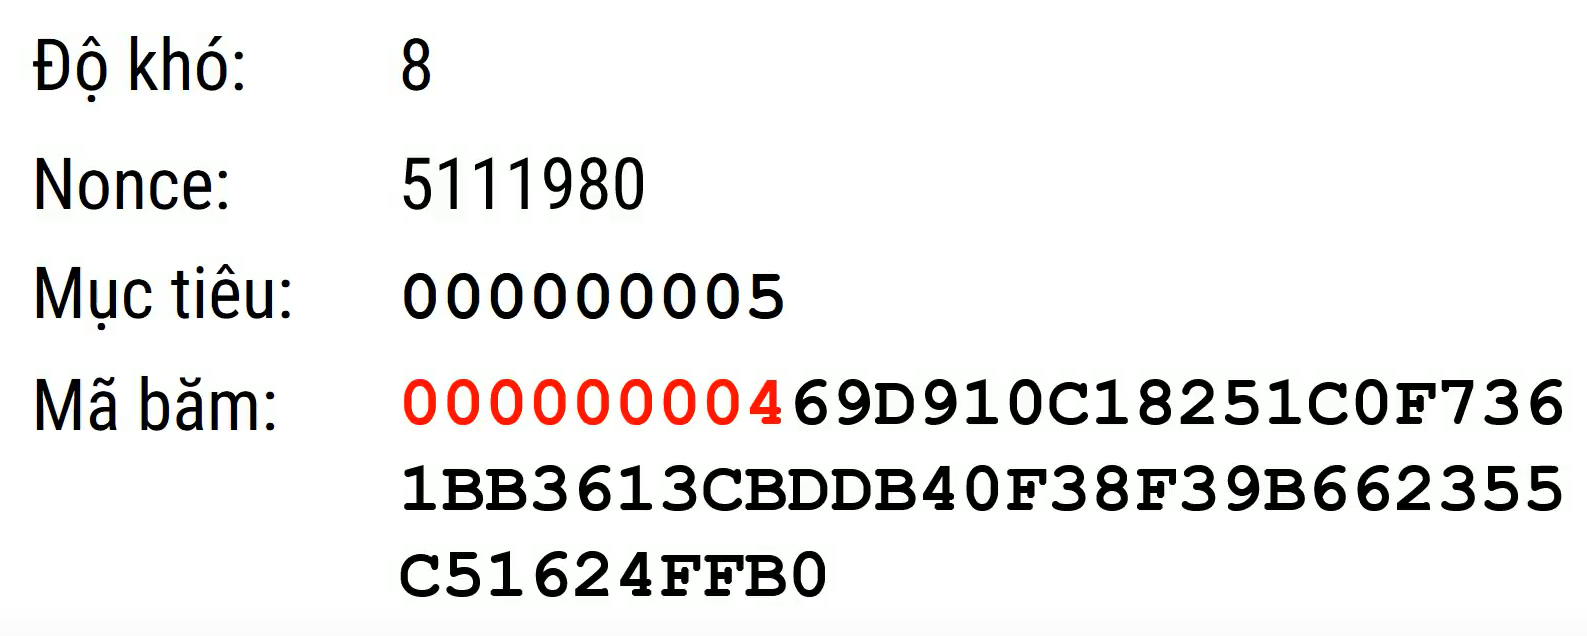 Độ khó: 8
Nonce: 5111980
Mục tiêu: 000000005
Mã băm: 00000000469D910C18251C0F736
1BB3613CBDDB40F38F39B662355
C51624FFB0